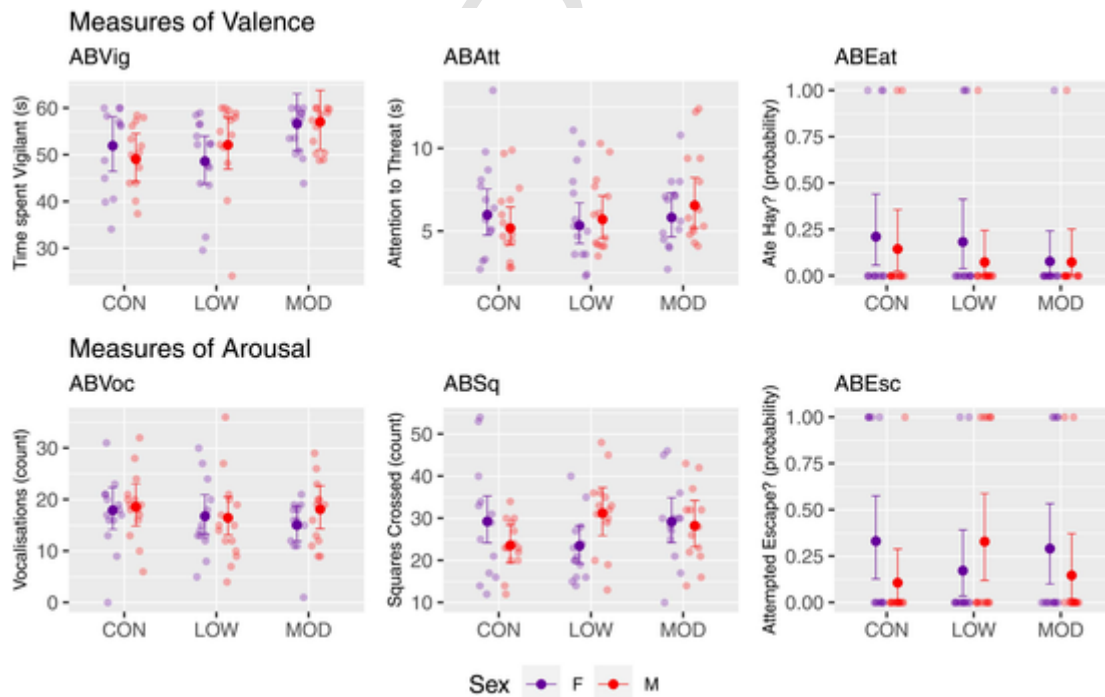 Measures of Valence
ABVig
ABAtt
ABEat
Time spent Vigilant (s)
60
50
40
30
CON LOW MOD
Attention to Threat (s)
10
5
CON LOW MOD
Ate Hay? (probability)
1.00
0.75
0.50
0.25
0.00
CON LOW MOD
Measures of Arousal
ABVoc
ABSq
ABEsc
Vocalisations (count)
30
20
10
0
CON LOW MOD
Squares Crossed (count)
50
40
30
20
10
CON LOW MOD
Attempted Escape? (probability)
1.00
0.75
0.50
0.25
0.00
CON LOW MOD
Sex F M